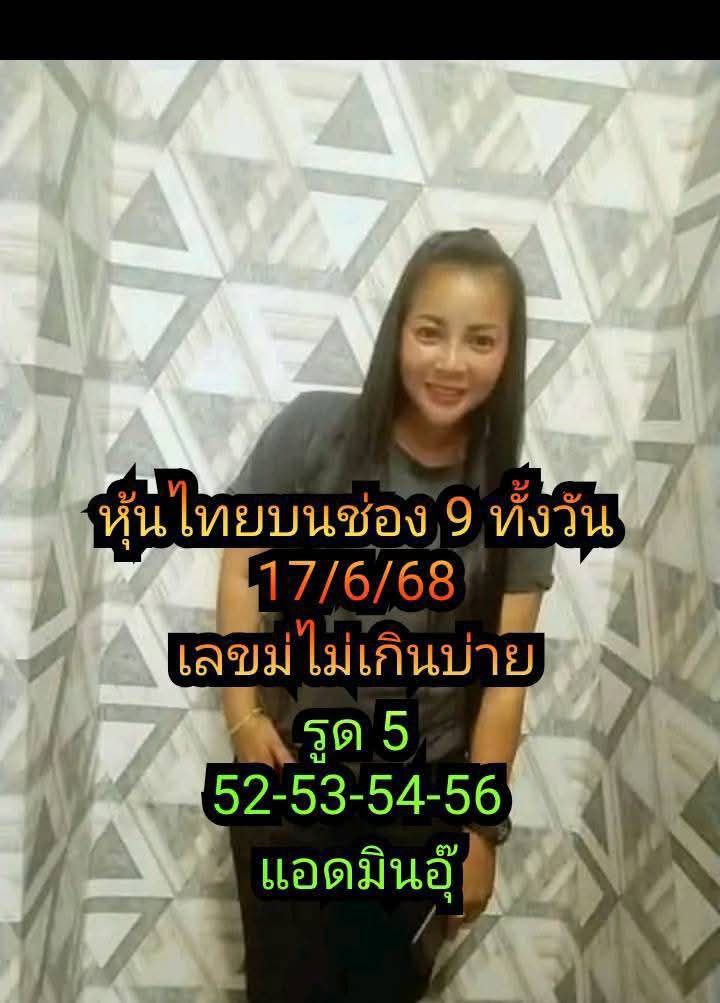 หุ้นไทยบนช่อง 9 ทั้งวัน
17/6/68
เลขม่ไม่เกินบ่าย
รูด 5
52-53-54-56
แอดมินอุ๊